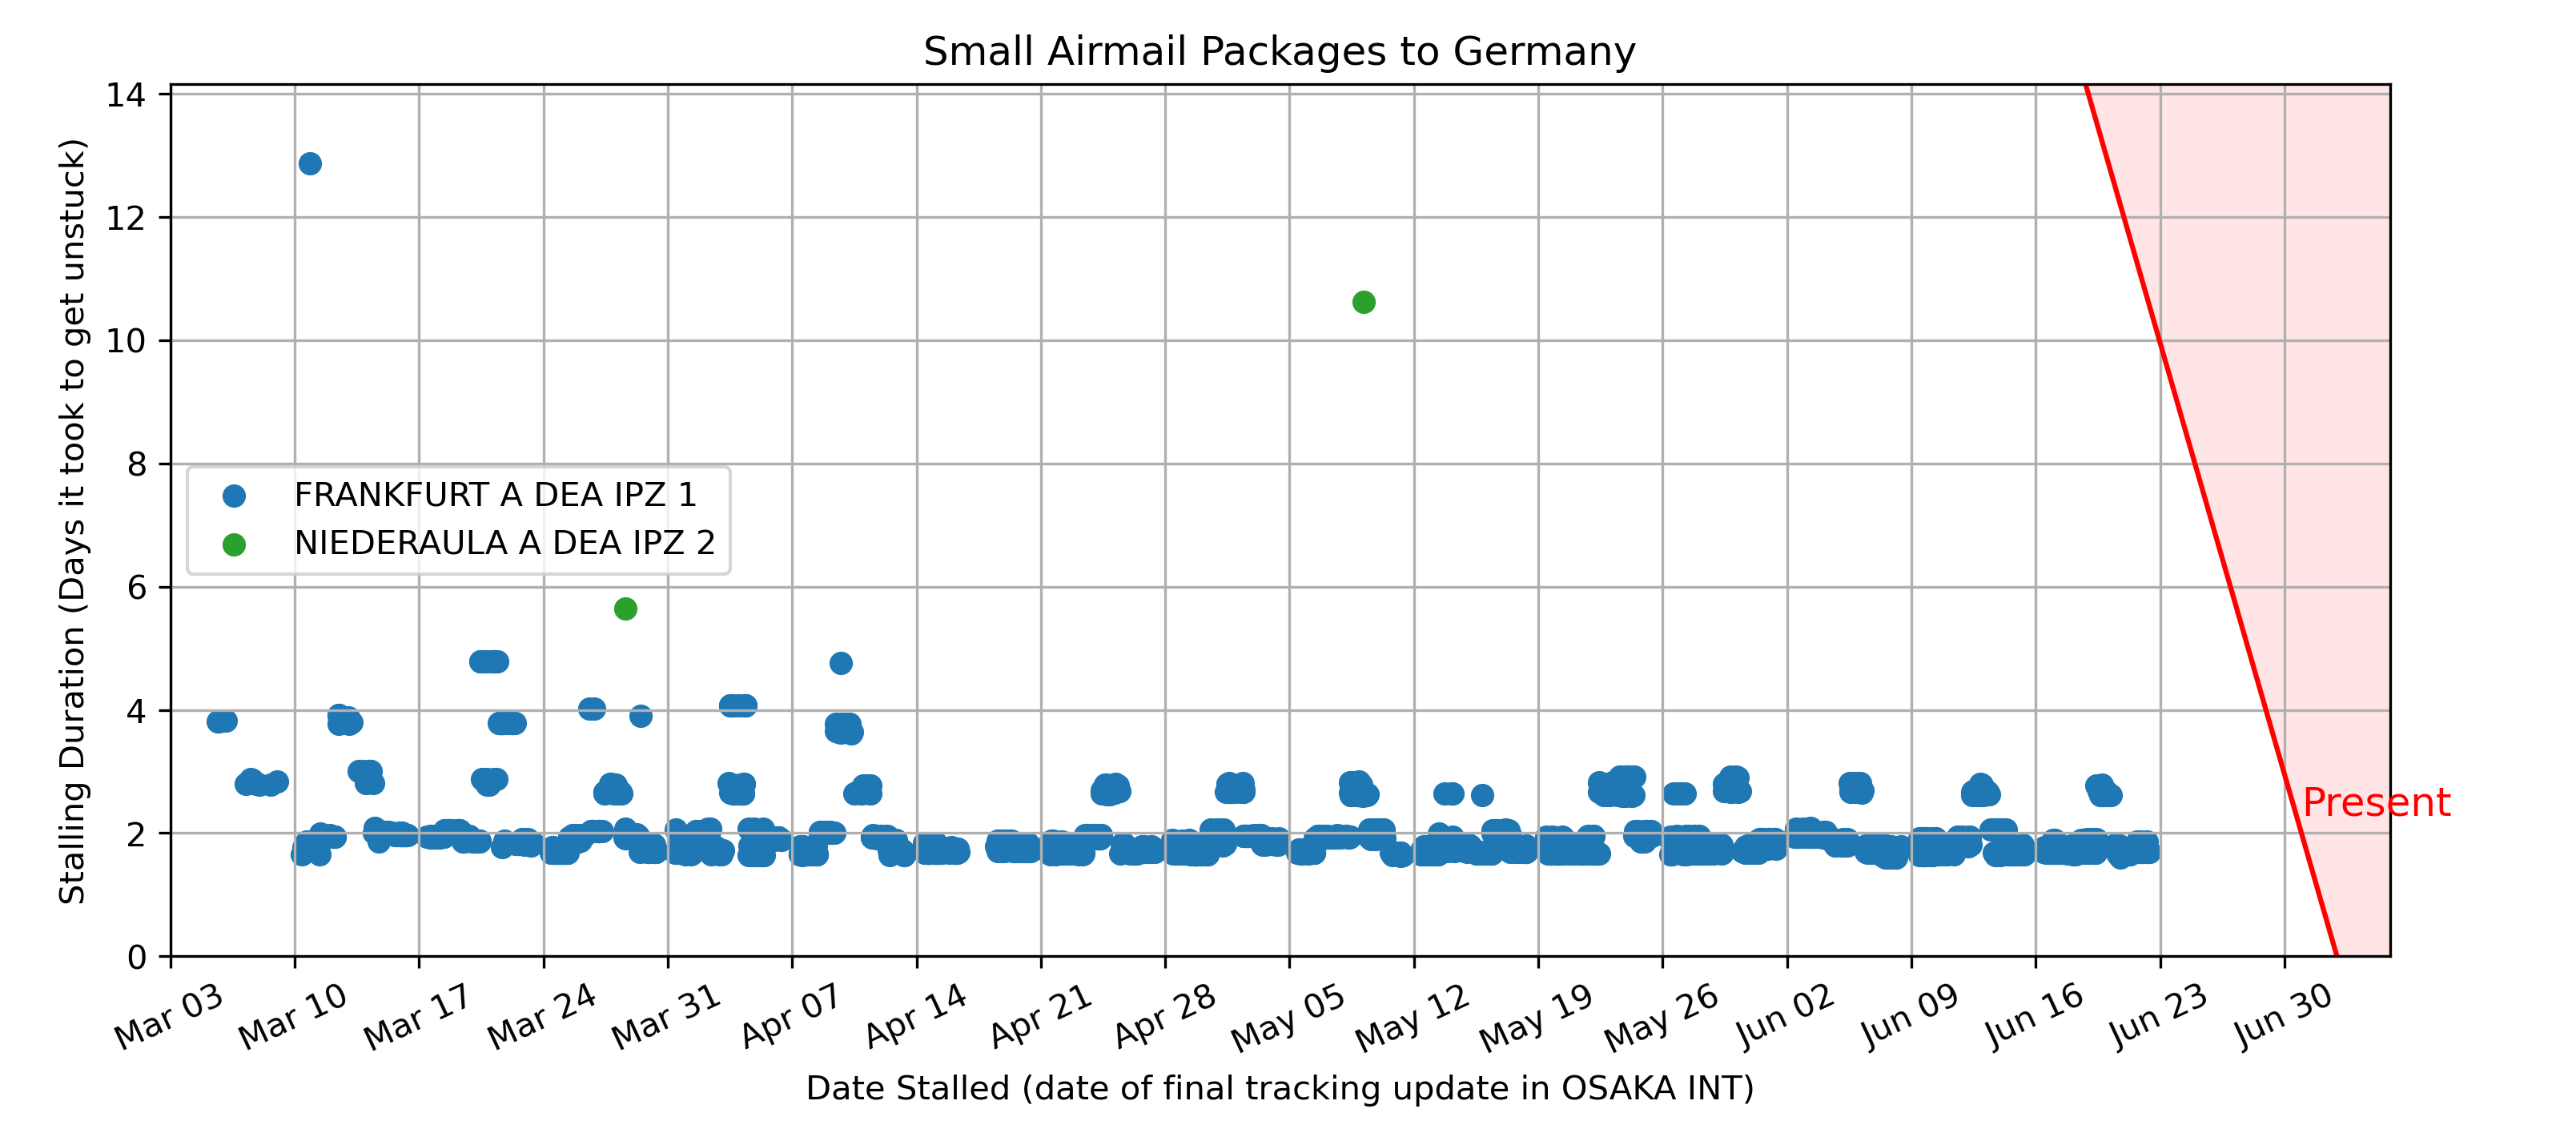 Small Airmail Packages to Germany
Stalling Duration (Days it took to get unstuck)
14
12
10
8
6
4
2
0
FRANKFURT A DEA IPZ 1
NIEDERAULA A DEA IPZ 2
Present
Mar 03
Mar 10
Mar 17
Mar 24
Mar 31
Apr 07
Apr 14
Apr 21
Apr 28
May 05
May 12
May 19
May 26
Jun 02
Jun 09
Jun 16
Jun 23
Jun 30
Date Stalled (date of final tracking update in OSAKA INT)